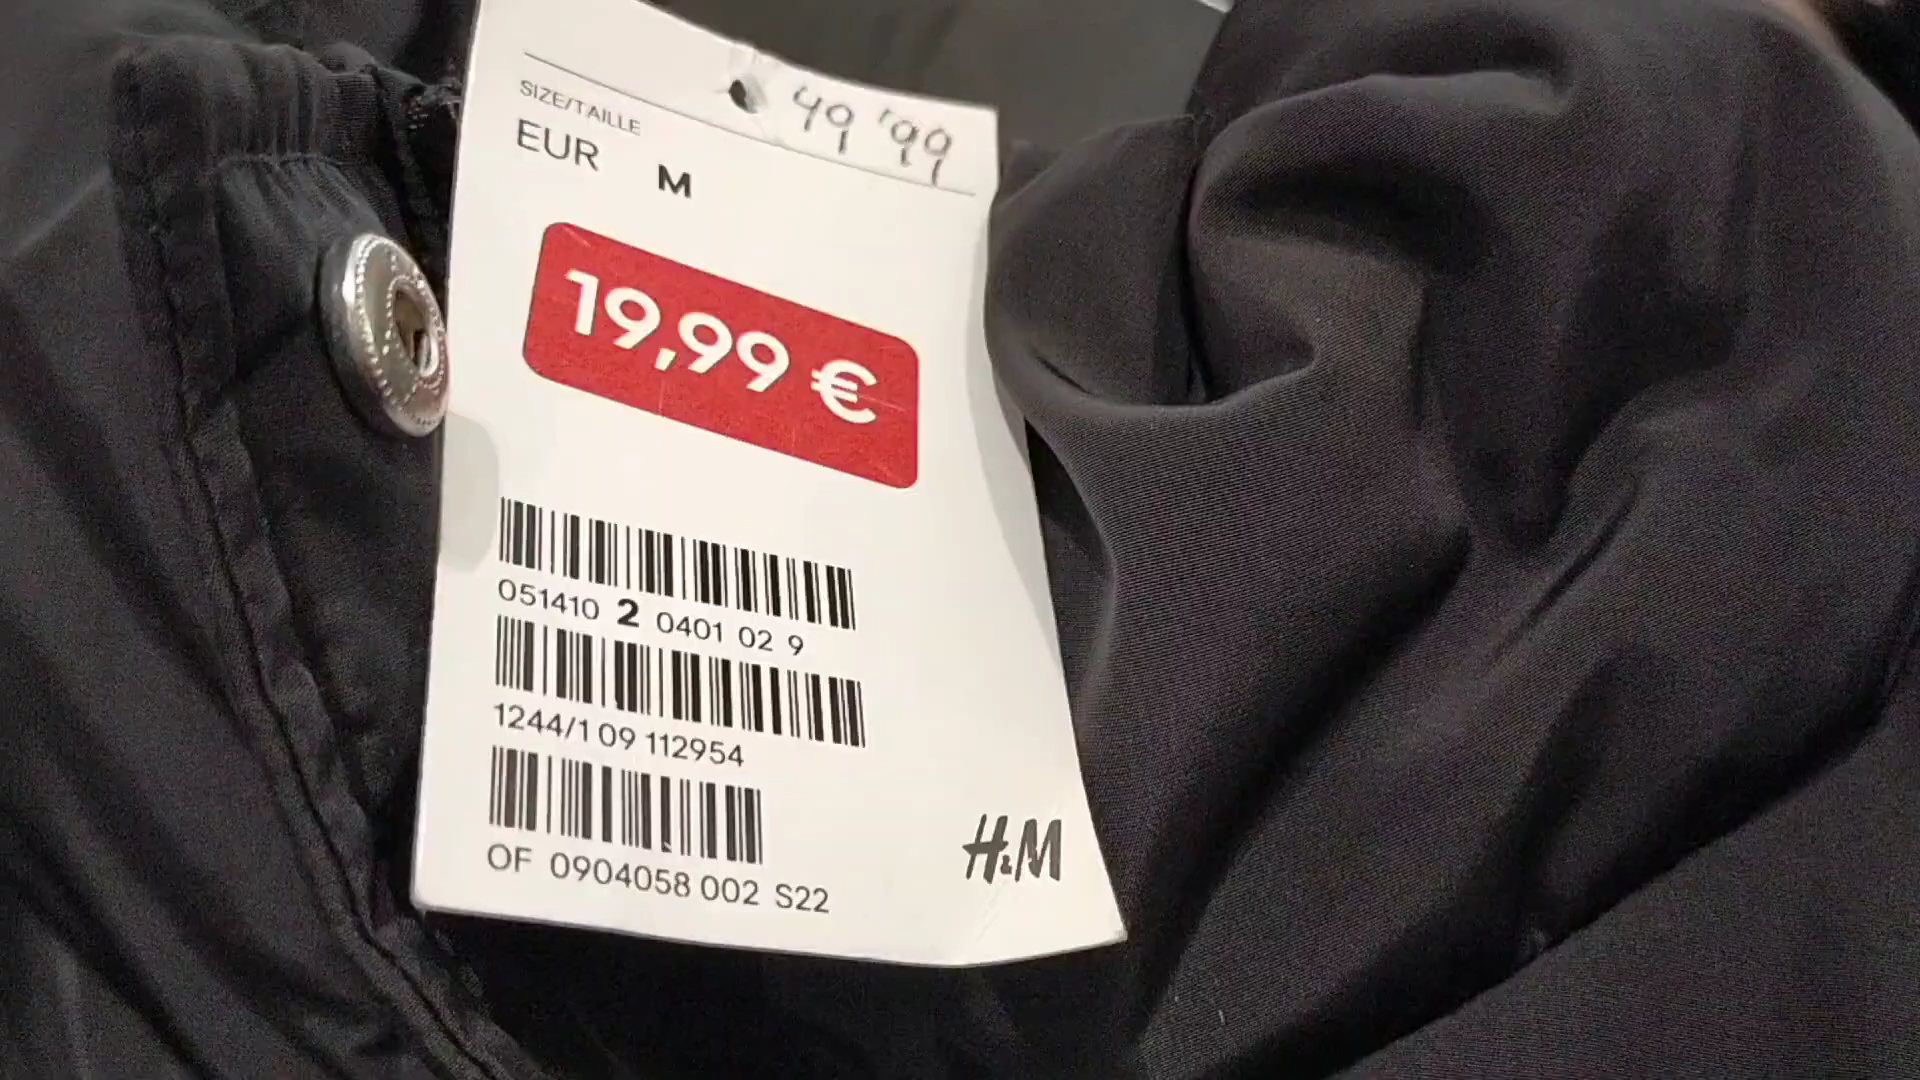 49'99
SIZE/TAILLE
EUR M
19,99 €
051410 2 0401 02 9
1244/1 09 112954
OF 0904058 002 S22
H&M